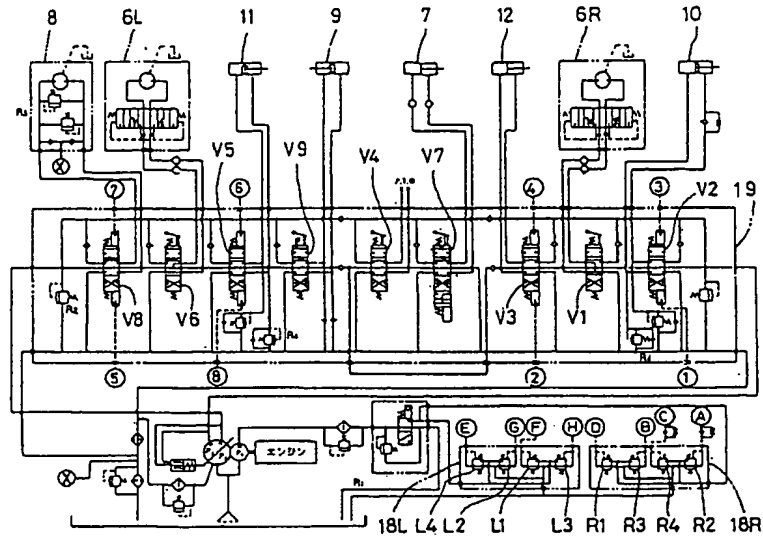 8 6L 11 9 7 12 6R 10
R3
V5 V9 V4 V7 V2 19
P.T.O
7 6 4 3
R2 V8 V6 V3 V1
R4 R4
5 8 2 1
エンジン
E G F H D B C A
X
R1
18L L4 L2 L1 L3 R1 R3 R4 R2 18R